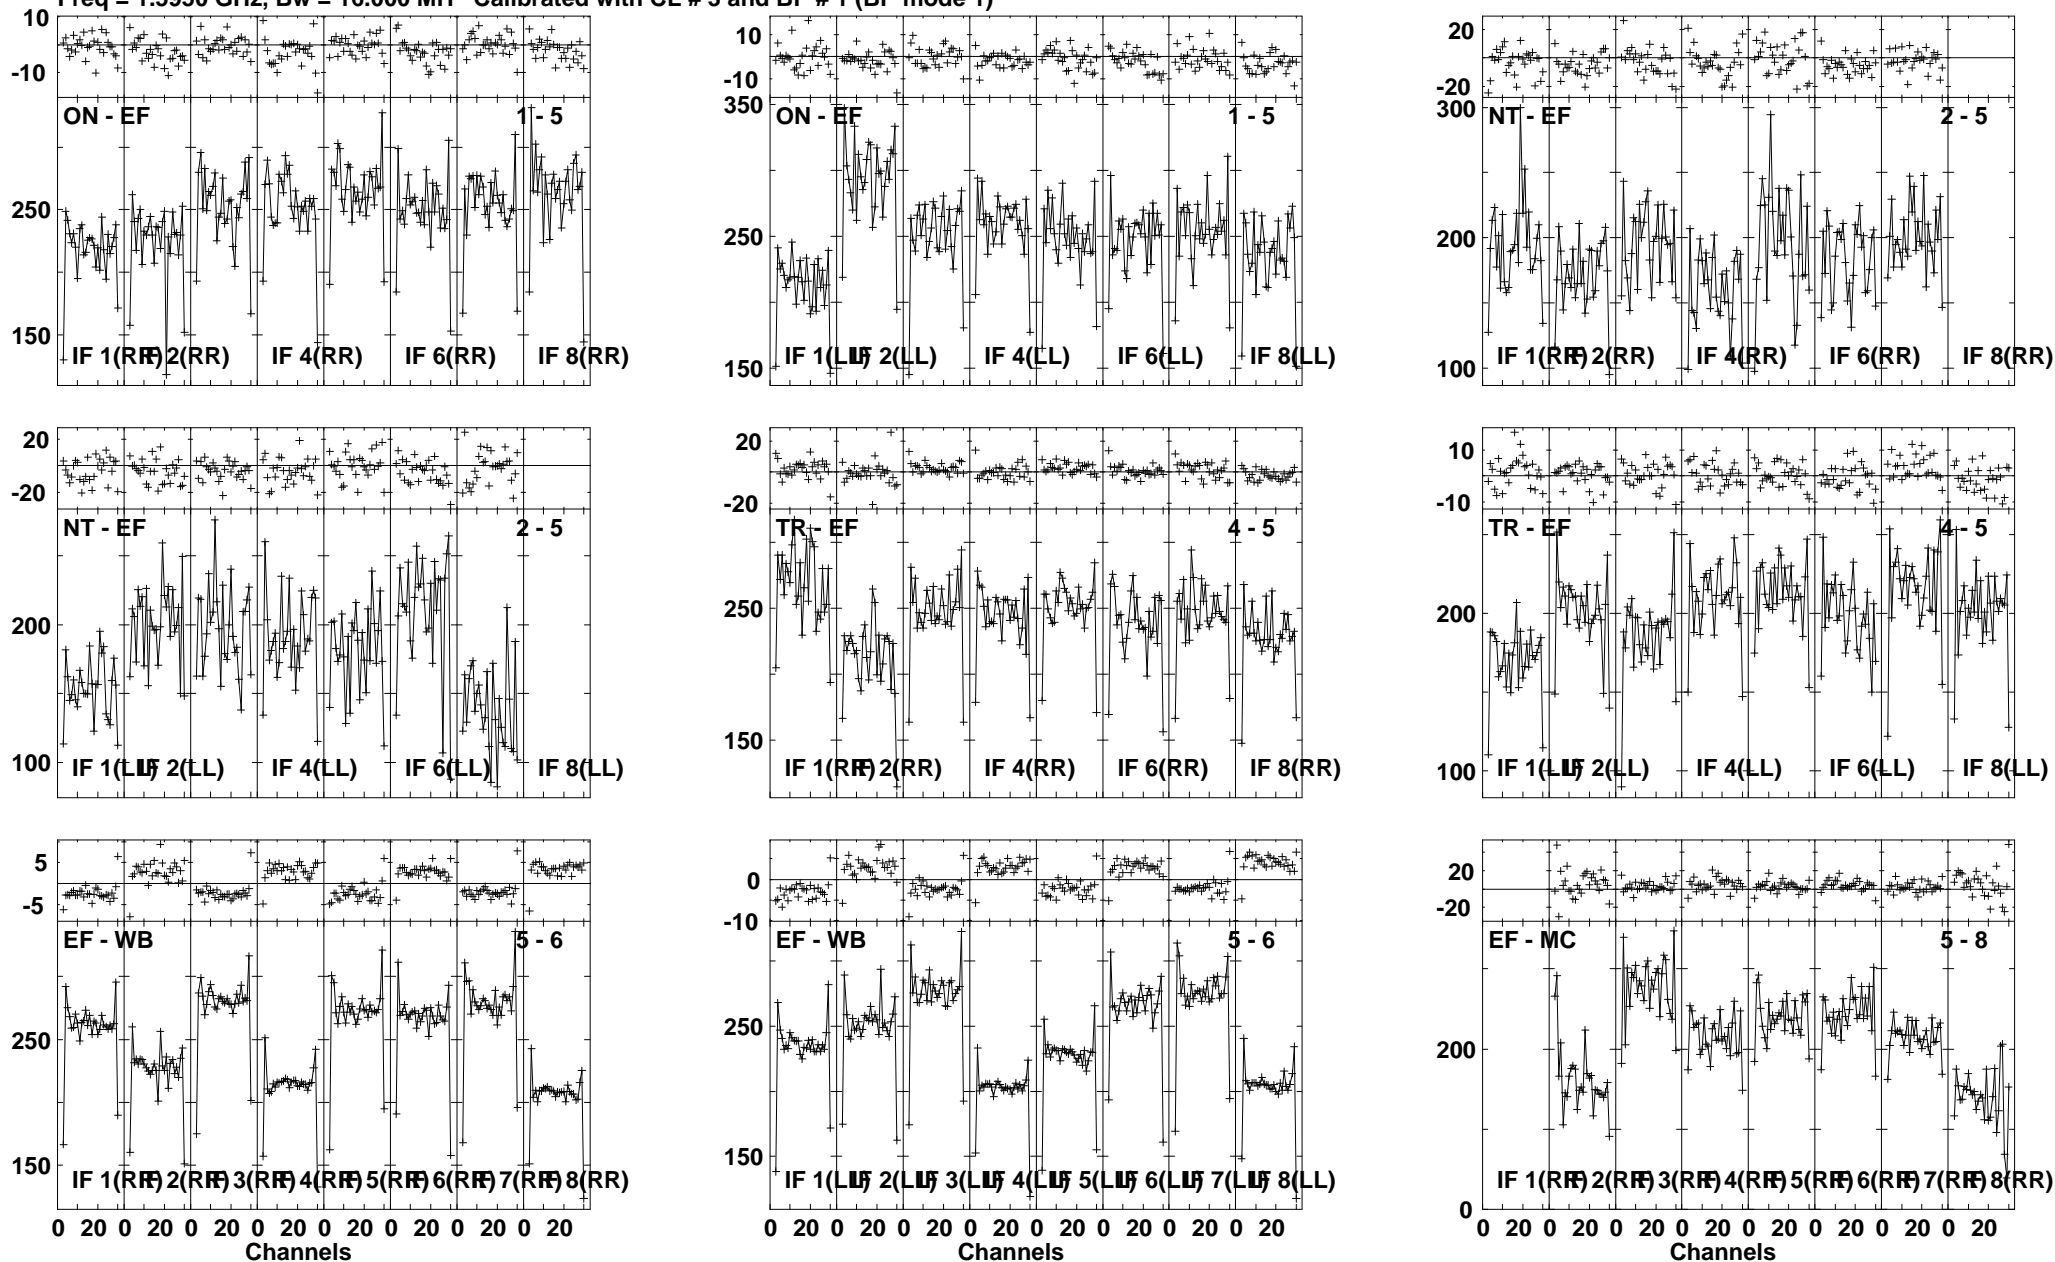 Freq = 1.5950 GHz, Bw = 16.000 MH Calibrated with CL # 3 and BP # 1 (BP mode 1)
10
-10
ON - EF 1 - 5
250
150
IF 1(RR) IF 2(RR) IF 4(RR) IF 6(RR) IF 8(RR)
10
-10
350
ON - EF 1 - 5
250
150
IF 1(LL) IF 2(LL) IF 4(LL) IF 6(LL) IF 8(LL)
20
-20
300
NT - EF 2 - 5
200
100
IF 1(RR) IF 2(RR) IF 4(RR) IF 6(RR) IF 8(RR)
20
-20
NT - EF 2 - 5
200
100
IF 1(LL) IF 2(LL) IF 4(LL) IF 6(LL) IF 8(LL)
20
-20
TR - EF 4 - 5
250
150
IF 1(RR) IF 2(RR) IF 4(RR) IF 6(RR) IF 8(RR)
10
-10
TR - EF 4 - 5
200
100
IF 1(LL) IF 2(LL) IF 4(LL) IF 6(LL) IF 8(LL)
5
-5
EF - WB 5 - 6
250
150
IF 1(RR) IF 2(RR) IF 3(RR) IF 4(RR) IF 5(RR) IF 6(RR) IF 7(RR) IF 8(RR)
0 20 0 20 0 20 0 20 0 20 0 20 0 20 0 20
Channels
0
-10
EF - WB 5 - 6
250
150
IF 1(LL) IF 2(LL) IF 3(LL) IF 4(LL) IF 5(LL) IF 6(LL) IF 7(LL) IF 8(LL)
0 20 0 20 0 20 0 20 0 20 0 20 0 20 0 20
Channels
20
-20
EF - MC 5 - 8
200
0
IF 1(RR) IF 2(RR) IF 3(RR) IF 4(RR) IF 5(RR) IF 6(RR) IF 7(RR) IF 8(RR)
0 20 0 20 0 20 0 20 0 20 0 20 0 20 0 20
Channels